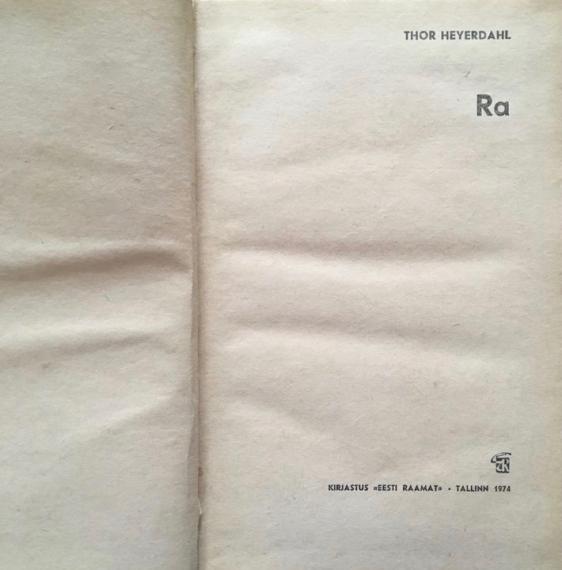 THOR HEYERDAHL
Ra
KIRJASTUS «EESTI RAAMAT» · TALLINN 1974